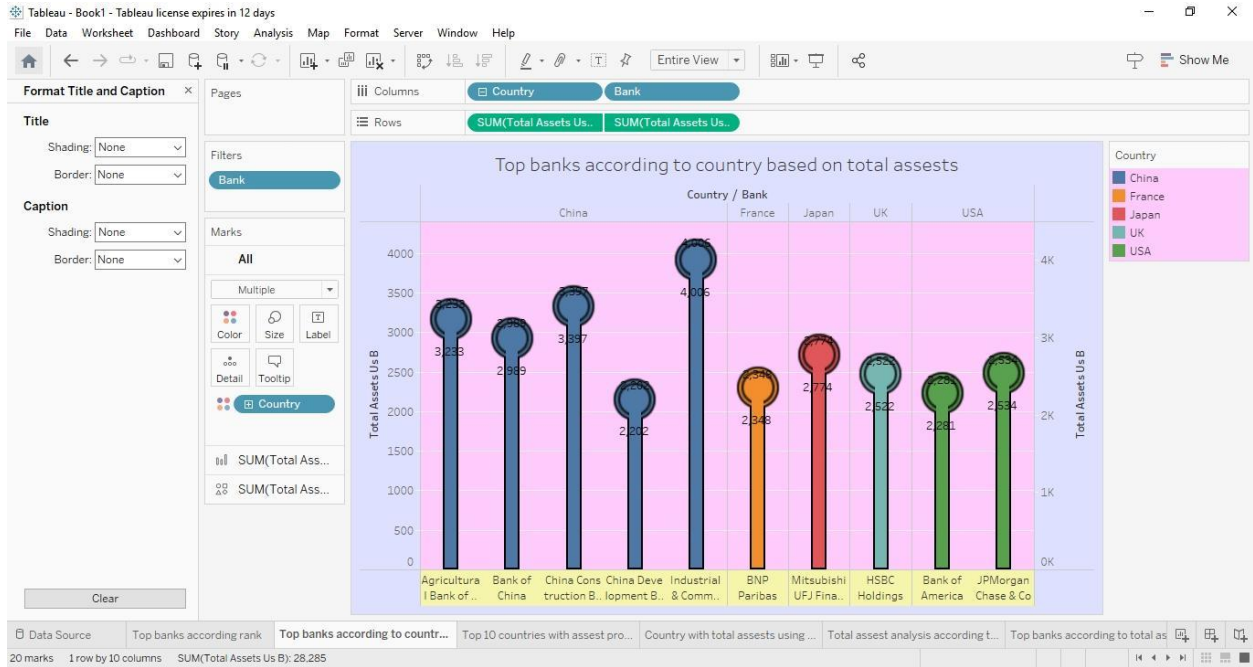 Tableau - Book1 - Tableau license expires in 12 days
File Data Worksheet Dashboard Story Analysis Map Format Server Window Help
Entire View
Show Me
Format Title and Caption
Title
Shading: None
Border: None
Caption
Shading: None
Border: None
Clear
Pages
Filters
Bank
Marks
All
Multiple
Color Size Label
Detail Tooltip
Country
SUM(Total Ass...
SUM(Total Ass...
iii Columns Country Bank
Rows SUM(Total Assets Us.. SUM(Total Assets Us..
Top banks according to country based on total assests
Country / Bank
China France Japan UK USA
Total Assets Us B
4000
3500
3000
2500
2000
1500
1000
500
0
3,233
2,989
3,397
2,202
4,006
2,348
2,774
2,522
2,281
2,534
4K
3K
2K
1K
0K
Total Assets Us B
Agricultura
l Bank of ..
Bank of
China
China Cons
truction B..
China Deve
lopment B..
Industrial
& Comm..
BNP
Paribas
Mitsubishi
UFJ Fina..
HSBC
Holdings
Bank of
America
JPMorgan
Chase & Co
Country
China
France
Japan
UK
USA
Data Source Top banks according rank Top banks according to countr... Top 10 countries with assest pro... Country with total assests using ... Total assest analysis according t... Top banks according to total as
20 marks 1 row by 10 columns SUM(Total Assets Us B): 28,285